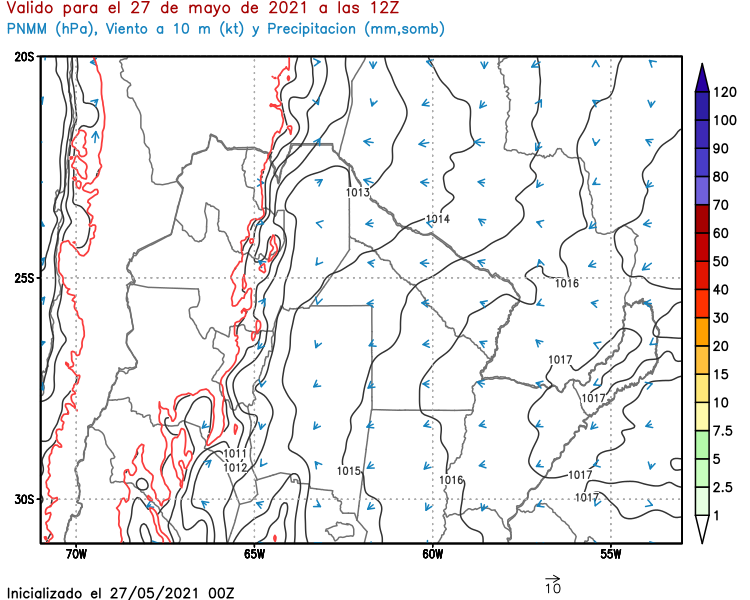 Valido para el 27 de mayo de 2021 a las 12Z
PNMM (hPa), Viento a 10 m (kt) y Precipitacion (mm,somb)
20S
25S
30S
70W
65W
60W
55W
1013
1014
1016
1017
1017
1011
1012
1015
1016
1017
1017
120
100
90
80
70
60
50
40
30
20
15
10
7.5
5
2.5
1
10
Inicializado el 27/05/2021 00Z